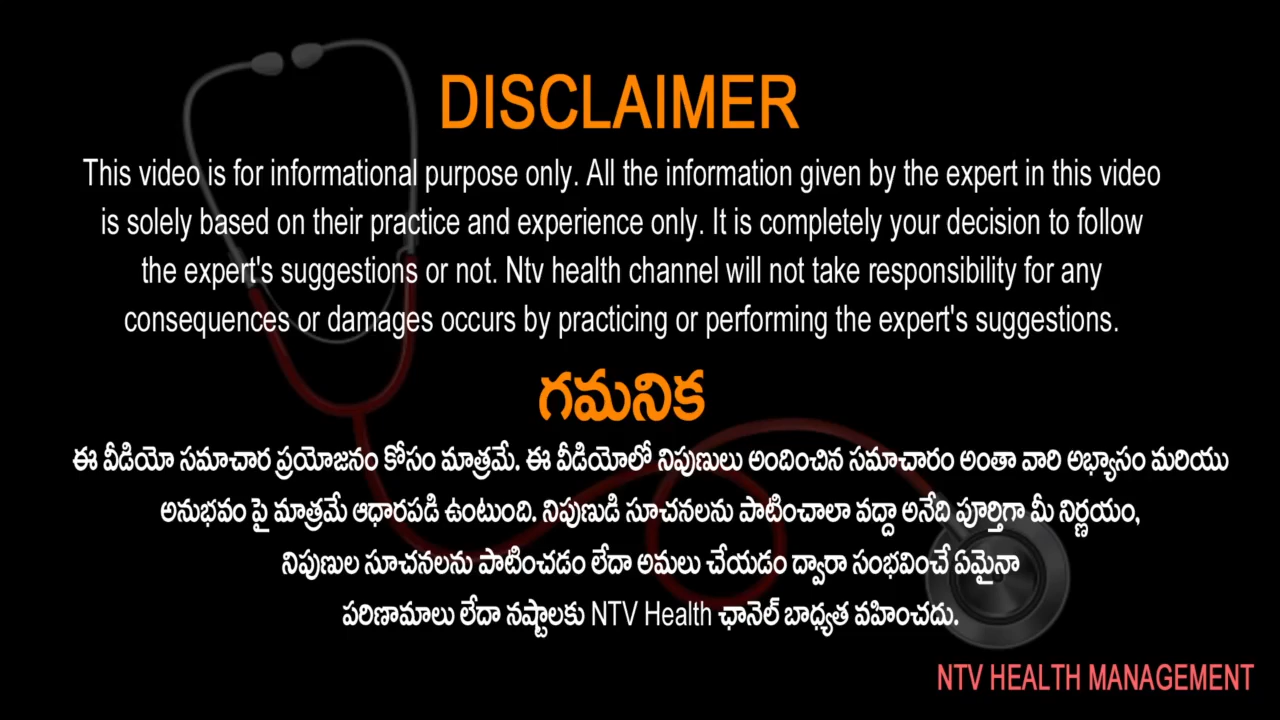 DISCLAIMER
This video is for informational purpose only. All the information given by the expert in this video
is solely based on their practice and experience only. It is completely your decision to follow
the expert's suggestions or not. Ntv health channel will not take responsibility for any
consequences or damages occurs by practicing or performing the expert's suggestions.
గమనిక
ఈ వీడియో సమాచార ప్రయోజనం కోసం మాత్రమే. ఈ వీడియోలో నిపుణులు అందించిన సమాచారం అంతా వారి అభ్యాసం మరియు
అనుభవం పై మాత్రమే ఆధారపడి ఉంటుంది. నిపుణుడి సూచనలను పాటించాలా వద్దా అనేది పూర్తిగా మీ నిర్ణయం,
నిపుణుల సూచనలను పాటించడం లేదా అమలు చేయడం ద్వారా సంభవించే ఏమైనా
పరిణామాలు లేదా నష్టాలకు NTV Health ఛానెల్ బాధ్యత వహించదు.
NTV HEALTH MANAGEMENT